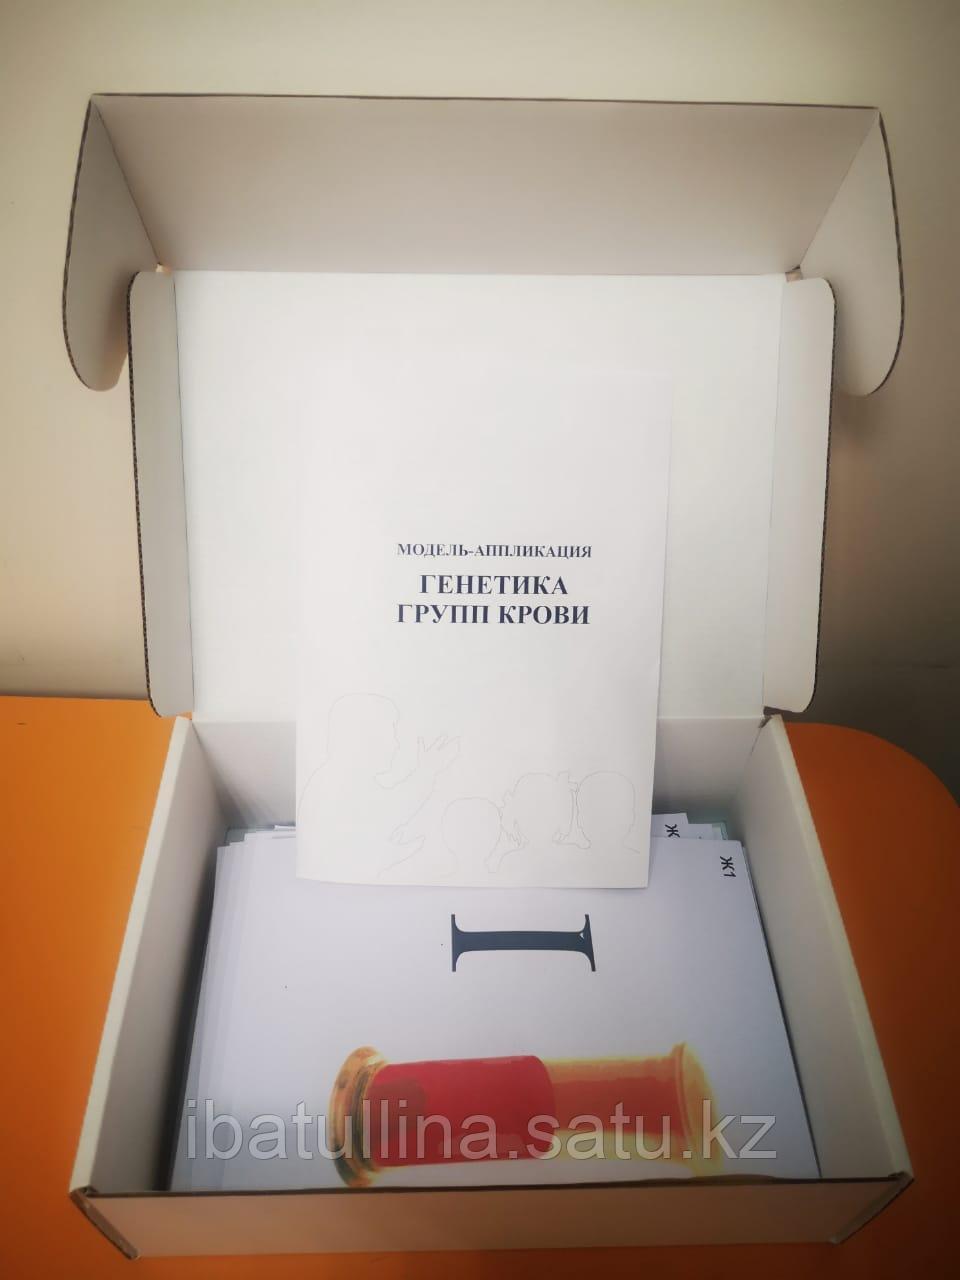 МОДЕЛЬ-АППЛИКАЦИЯ
ГЕНЕТИКА
ГРУПП КРОВИ
Ж
Ж1
I
ibatullina.satu.kz